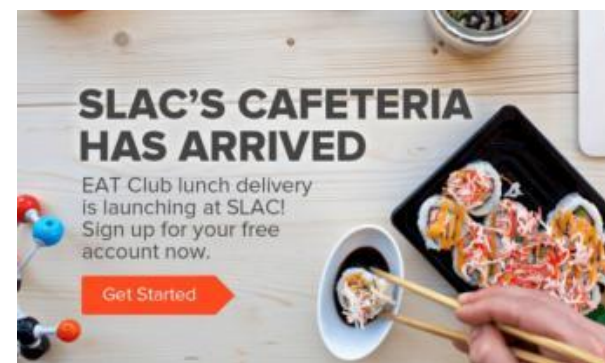 SLAC'S CAFETERIA
HAS ARRIVED
EAT Club lunch delivery
is launching at SLAC!
Sign up for your free
account now.
Get Started